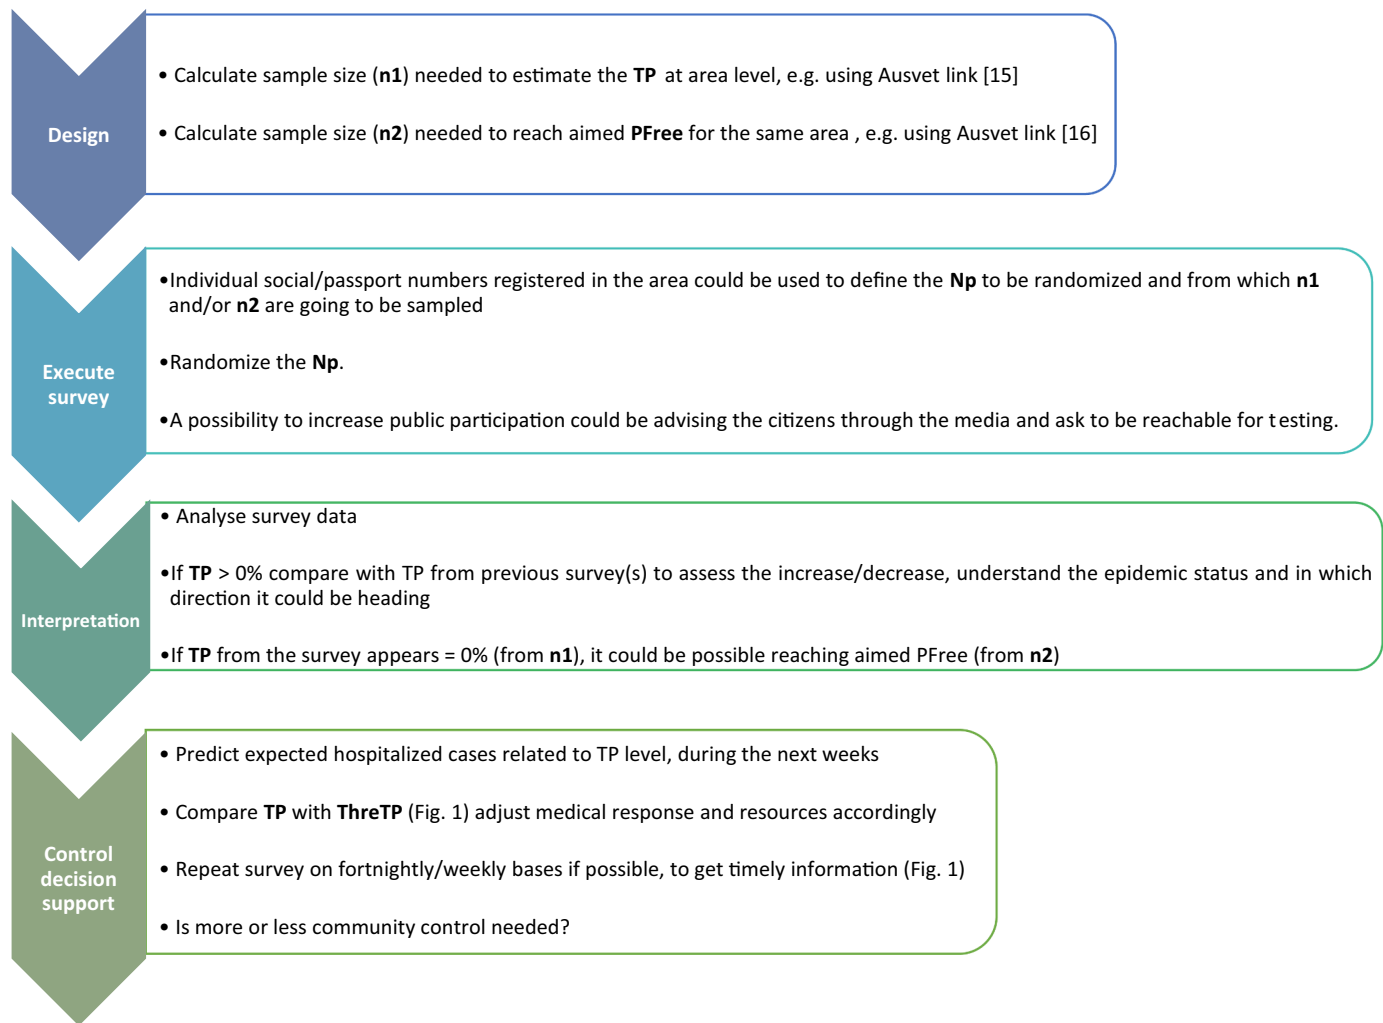 Design
• Calculate sample size (n1) needed to estimate the TP at area level, e.g. using Ausvet link [15]
• Calculate sample size (n2) needed to reach aimed PFree for the same area , e.g. using Ausvet link [16]
Execute
survey
•Individual social/passport numbers registered in the area could be used to define the Np to be randomized and from which n1
and/or n2 are going to be sampled
•Randomize the Np.
•A possibility to increase public participation could be advising the citizens through the media and ask to be reachable for testing.
Interpretation
• Analyse survey data
•If TP > 0% compare with TP from previous survey(s) to assess the increase/decrease, understand the epidemic status and in which
direction it could be heading
•If TP from the survey appears = 0% (from n1), it could be possible reaching aimed PFree (from n2)
Control
decision
support
• Predict expected hospitalized cases related to TP level, during the next weeks
• Compare TP with ThreTP (Fig. 1) adjust medical response and resources accordingly
• Repeat survey on fortnightly/weekly bases if possible, to get timely information (Fig. 1)
• Is more or less community control needed?